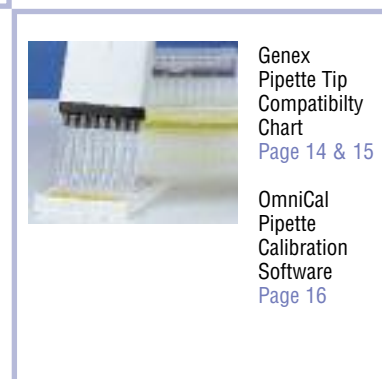 Genex
Pipette Tip
Compatibilty
Chart
Page 14 & 15
OmniCal
Pipette
Calibration
Software
Page 16